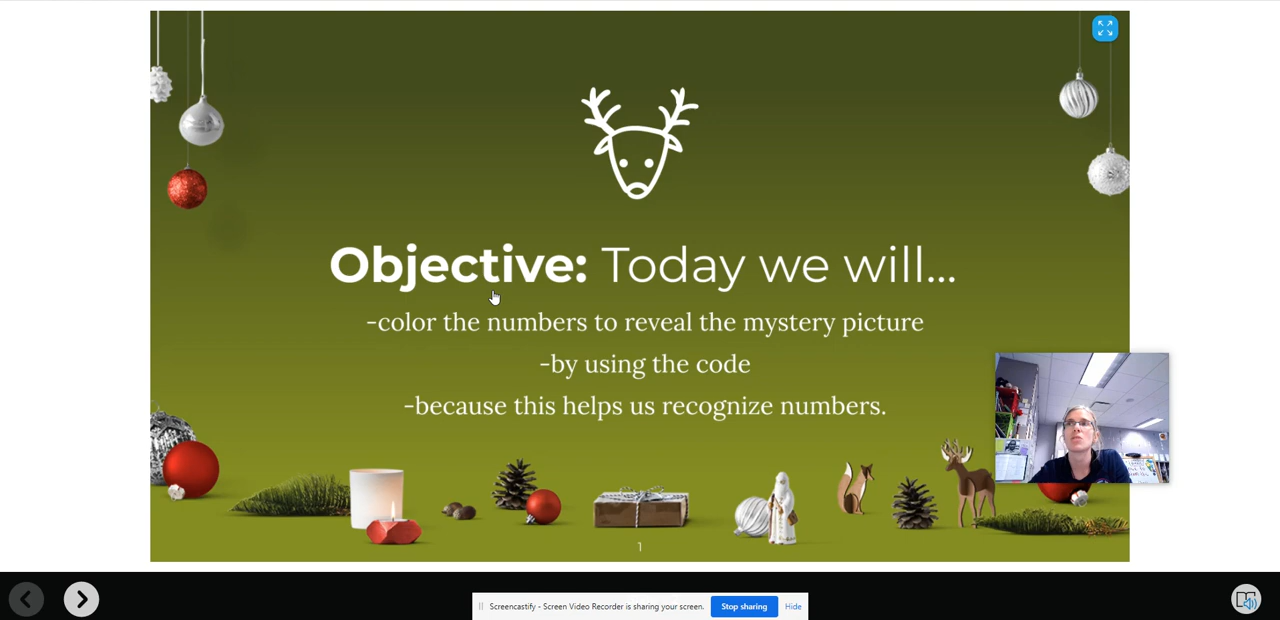 Objective: Today we will...
-color the numbers to reveal the mystery picture
-by using the code
-because this helps us recognize numbers.
1
Screencastify - Screen Video Recorder is sharing your screen. Stop sharing Hide